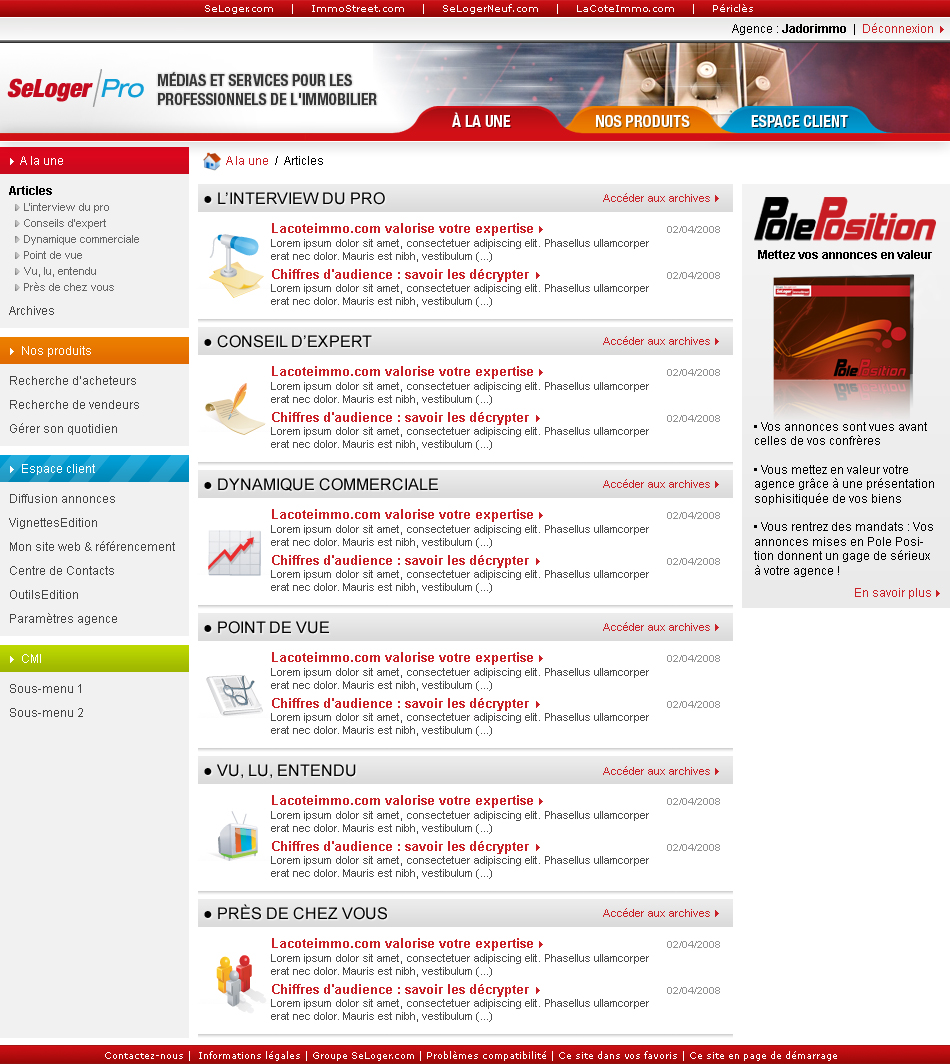 SeLoger.com | ImmoStreet.com | SeLogerNeuf.com | LaCoteImmo.com | Périclès
Agence : Jadorimmo | Déconnexion
SeLoger/Pro
MÉDIAS ET SERVICES POUR LES
PROFESSIONNELS DE L'IMMOBILIER
À LA UNE
NOS PRODUITS
ESPACE CLIENT
A la une
Articles
L'interview du pro
Conseils d'expert
Dynamique commerciale
Point de vue
Vu, lu, entendu
Près de chez vous
Archives
Nos produits
Recherche d'acheteurs
Recherche de vendeurs
Gérer son quotidien
Espace client
Diffusion annonces
VignettesEdition
Mon site web & référencement
Centre de Contacts
OutilsEdition
Paramètres agence
CMI
Sous-menu 1
Sous-menu 2
A la une / Articles
• L'INTERVIEW DU PRO
Accéder aux archives
Lacoteimmo.com valorise votre expertise
02/04/2008
Lorem ipsum dolor sit amet, consectetuer adipiscing elit. Phasellus ullamcorper
erat nec dolor. Mauris est nibh, vestibulum (...)
Chiffres d'audience : savoir les décrypter
02/04/2008
Lorem ipsum dolor sit amet, consectetuer adipiscing elit. Phasellus ullamcorper
erat nec dolor. Mauris est nibh, vestibulum (...)
• CONSEIL D'EXPERT
Accéder aux archives
Lacoteimmo.com valorise votre expertise
02/04/2008
Lorem ipsum dolor sit amet, consectetuer adipiscing elit. Phasellus ullamcorper
erat nec dolor. Mauris est nibh, vestibulum (...)
Chiffres d'audience : savoir les décrypter
02/04/2008
Lorem ipsum dolor sit amet, consectetuer adipiscing elit. Phasellus ullamcorper
erat nec dolor. Mauris est nibh, vestibulum (...)
• DYNAMIQUE COMMERCIALE
Accéder aux archives
Lacoteimmo.com valorise votre expertise
02/04/2008
Lorem ipsum dolor sit amet, consectetuer adipiscing elit. Phasellus ullamcorper
erat nec dolor. Mauris est nibh, vestibulum (...)
Chiffres d'audience : savoir les décrypter
02/04/2008
Lorem ipsum dolor sit amet, consectetuer adipiscing elit. Phasellus ullamcorper
erat nec dolor. Mauris est nibh, vestibulum (...)
• POINT DE VUE
Accéder aux archives
Lacoteimmo.com valorise votre expertise
02/04/2008
Lorem ipsum dolor sit amet, consectetuer adipiscing elit. Phasellus ullamcorper
erat nec dolor. Mauris est nibh, vestibulum (...)
Chiffres d'audience : savoir les décrypter
02/04/2008
Lorem ipsum dolor sit amet, consectetuer adipiscing elit. Phasellus ullamcorper
erat nec dolor. Mauris est nibh, vestibulum (...)
• VU, LU, ENTENDU
Accéder aux archives
Lacoteimmo.com valorise votre expertise
02/04/2008
Lorem ipsum dolor sit amet, consectetuer adipiscing elit. Phasellus ullamcorper
erat nec dolor. Mauris est nibh, vestibulum (...)
Chiffres d'audience : savoir les décrypter
02/04/2008
Lorem ipsum dolor sit amet, consectetuer adipiscing elit. Phasellus ullamcorper
erat nec dolor. Mauris est nibh, vestibulum (...)
• PRÈS DE CHEZ VOUS
Accéder aux archives
Lacoteimmo.com valorise votre expertise
02/04/2008
Lorem ipsum dolor sit amet, consectetuer adipiscing elit. Phasellus ullamcorper
erat nec dolor. Mauris est nibh, vestibulum (...)
Chiffres d'audience : savoir les décrypter
02/04/2008
Lorem ipsum dolor sit amet, consectetuer adipiscing elit. Phasellus ullamcorper
erat nec dolor. Mauris est nibh, vestibulum (...)
PolePosition
Mettez vos annonces en valeur
SeLoger
PolePosition
• Vos annonces sont vues avant
celles de vos confrères
• Vous mettez en valeur votre
agence grâce à une présentation
sophisitiquée de vos biens
• Vous rentrez des mandats : Vos
annonces mises en Pole Posi-
tion donnent un gage de sérieux
à votre agence !
En savoir plus
Contactez-nous | Informations légales | Groupe SeLoger.com | Problèmes compatibilité | Ce site dans vos favoris | Ce site en page de démarrage